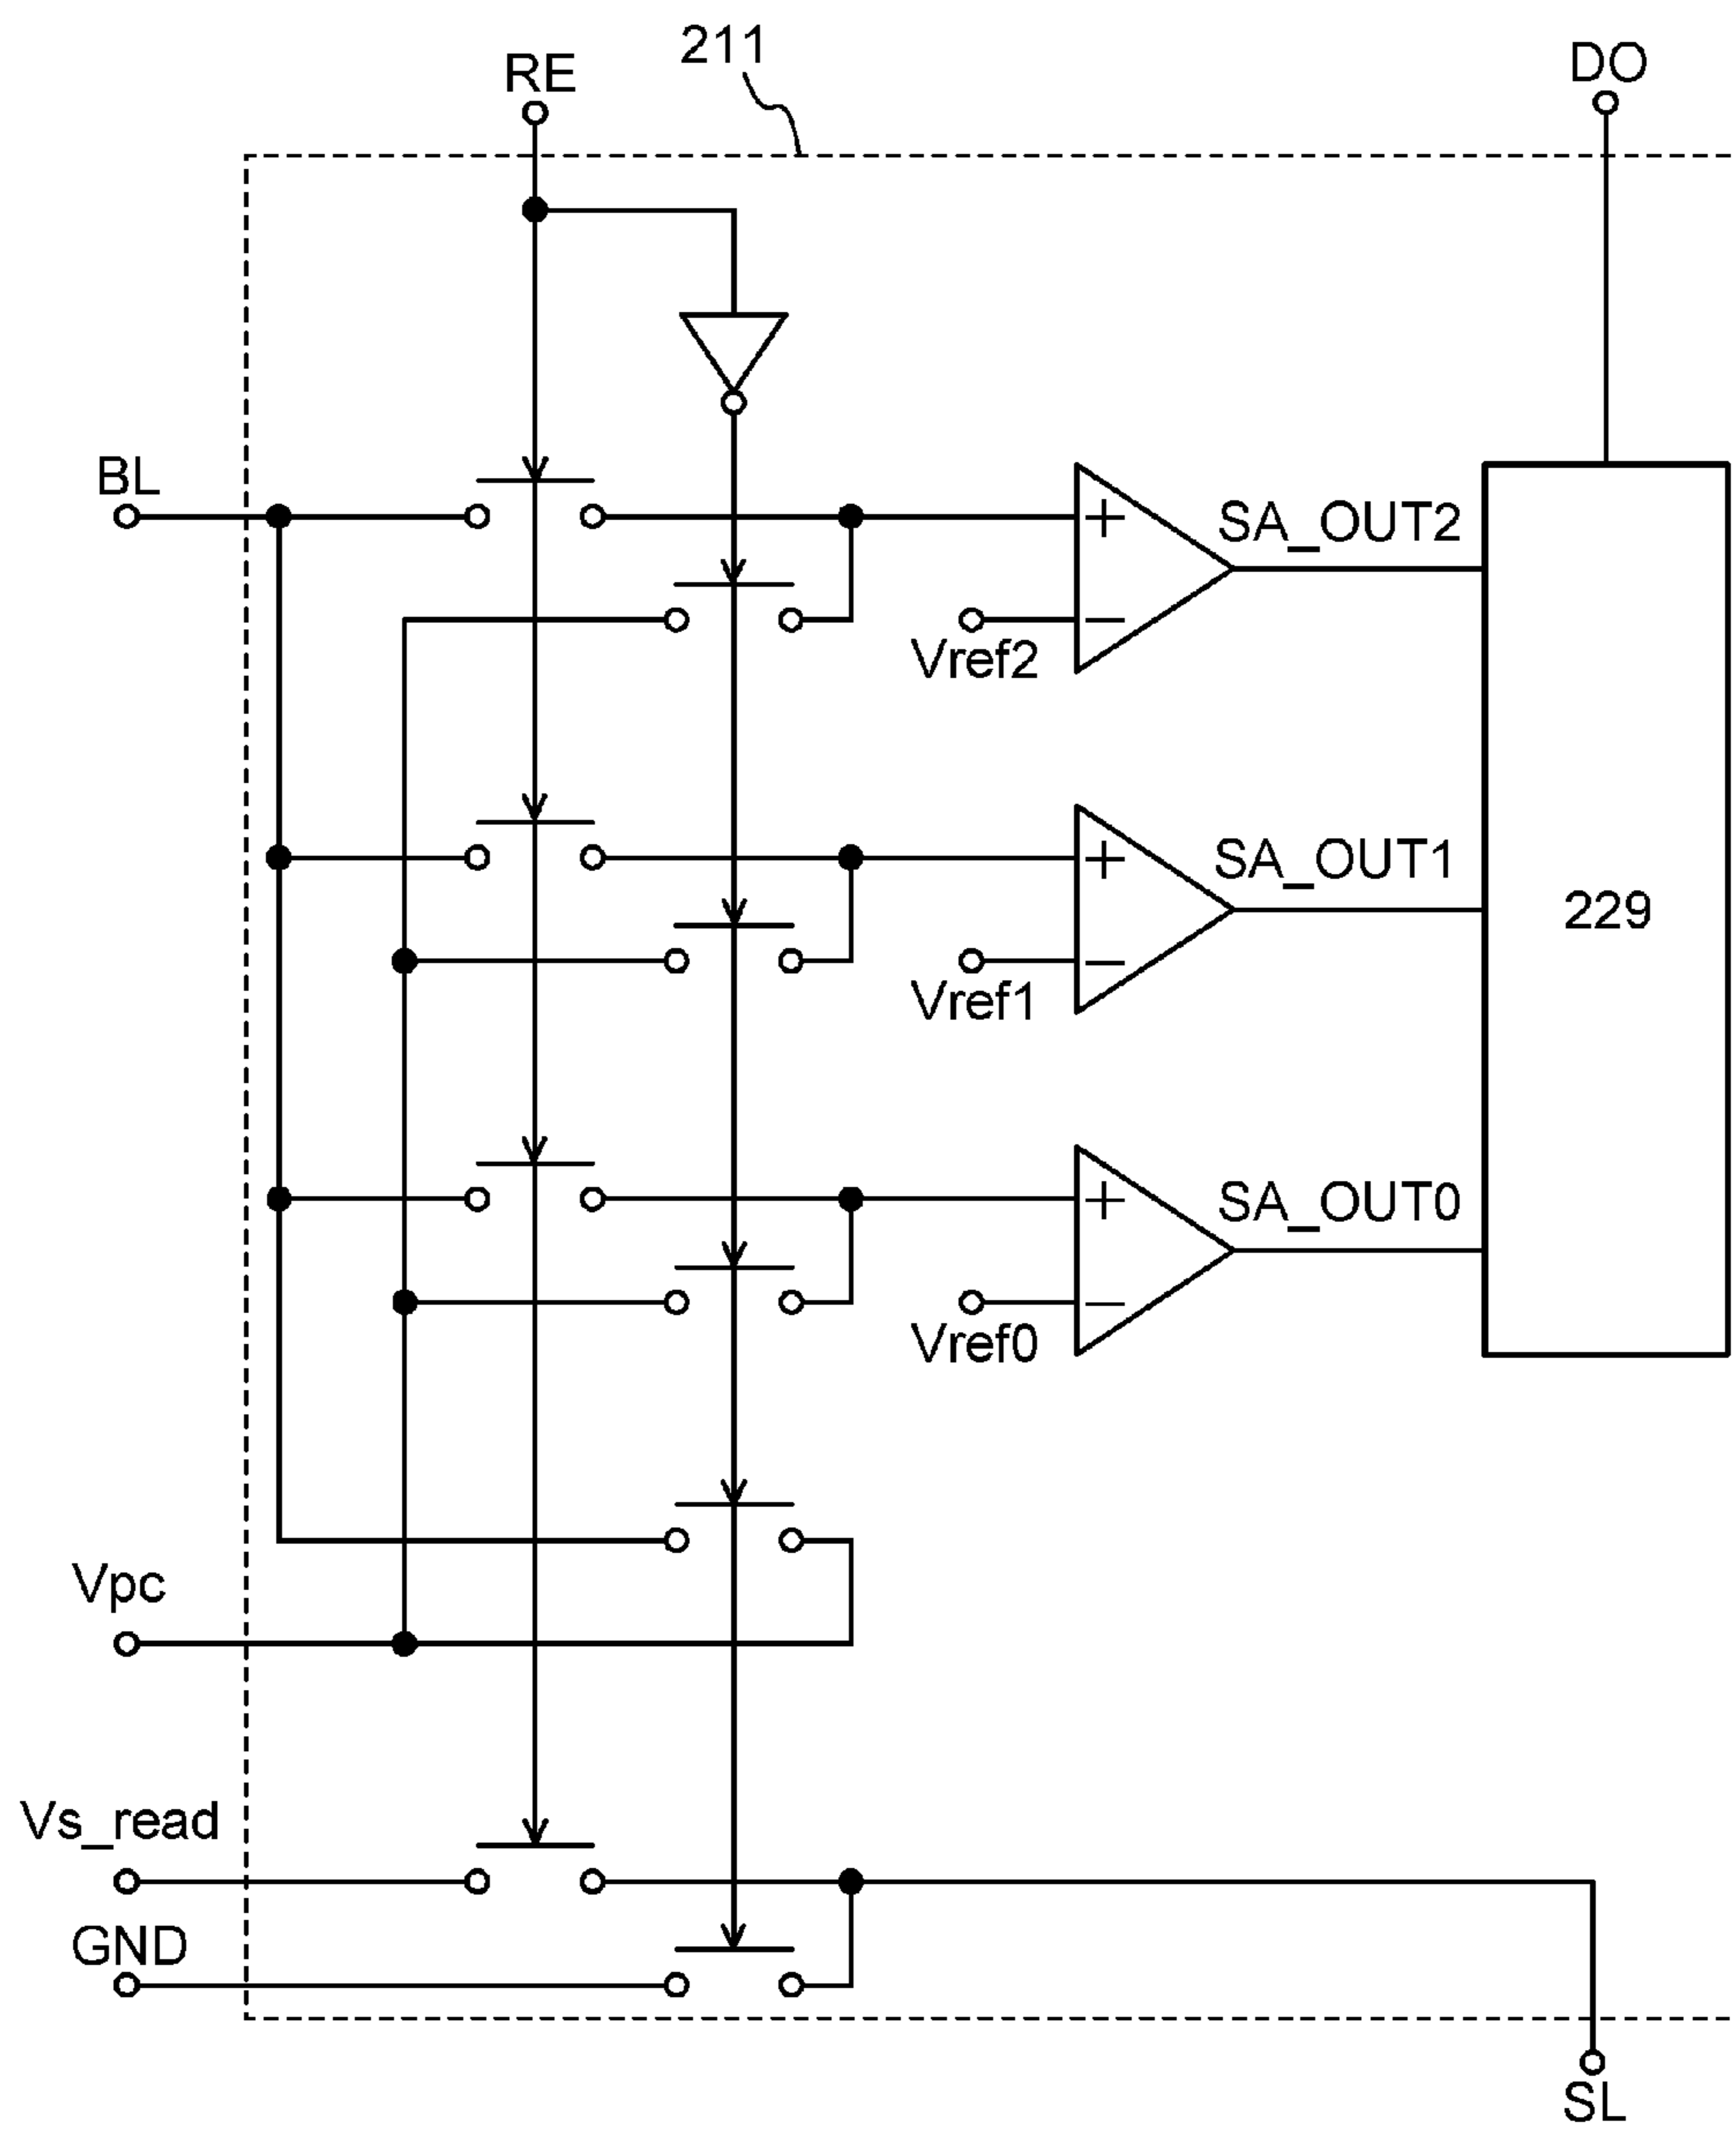 211
RE
DO
BL
SA_OUT2
Vref2
SA_OUT1
229
Vref1
SA_OUT0
Vref0
Vpc
Vs_read
GND
SL